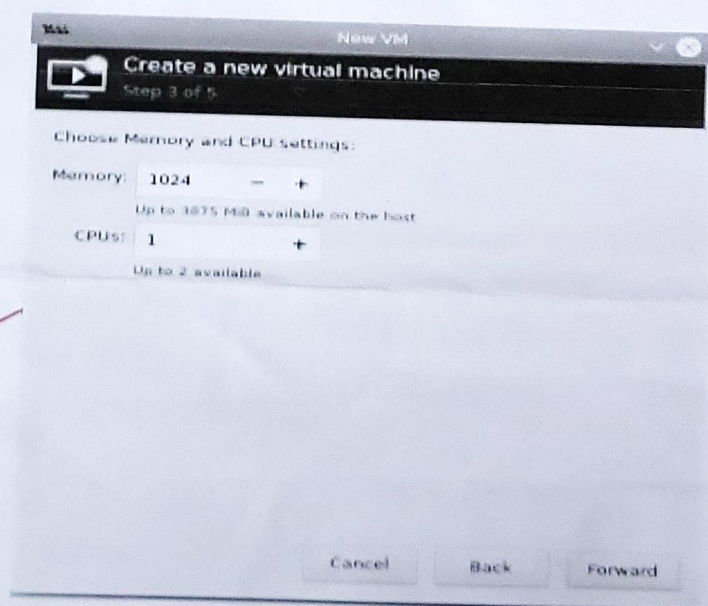 New VM
Create a new virtual machine
Step 3 of 5
Choose Memory and CPU settings:
Memory: 1024 − +
Up to 3875 MiB available on the host
CPUs: 1 +
Up to 2 available
Cancel Back Forward